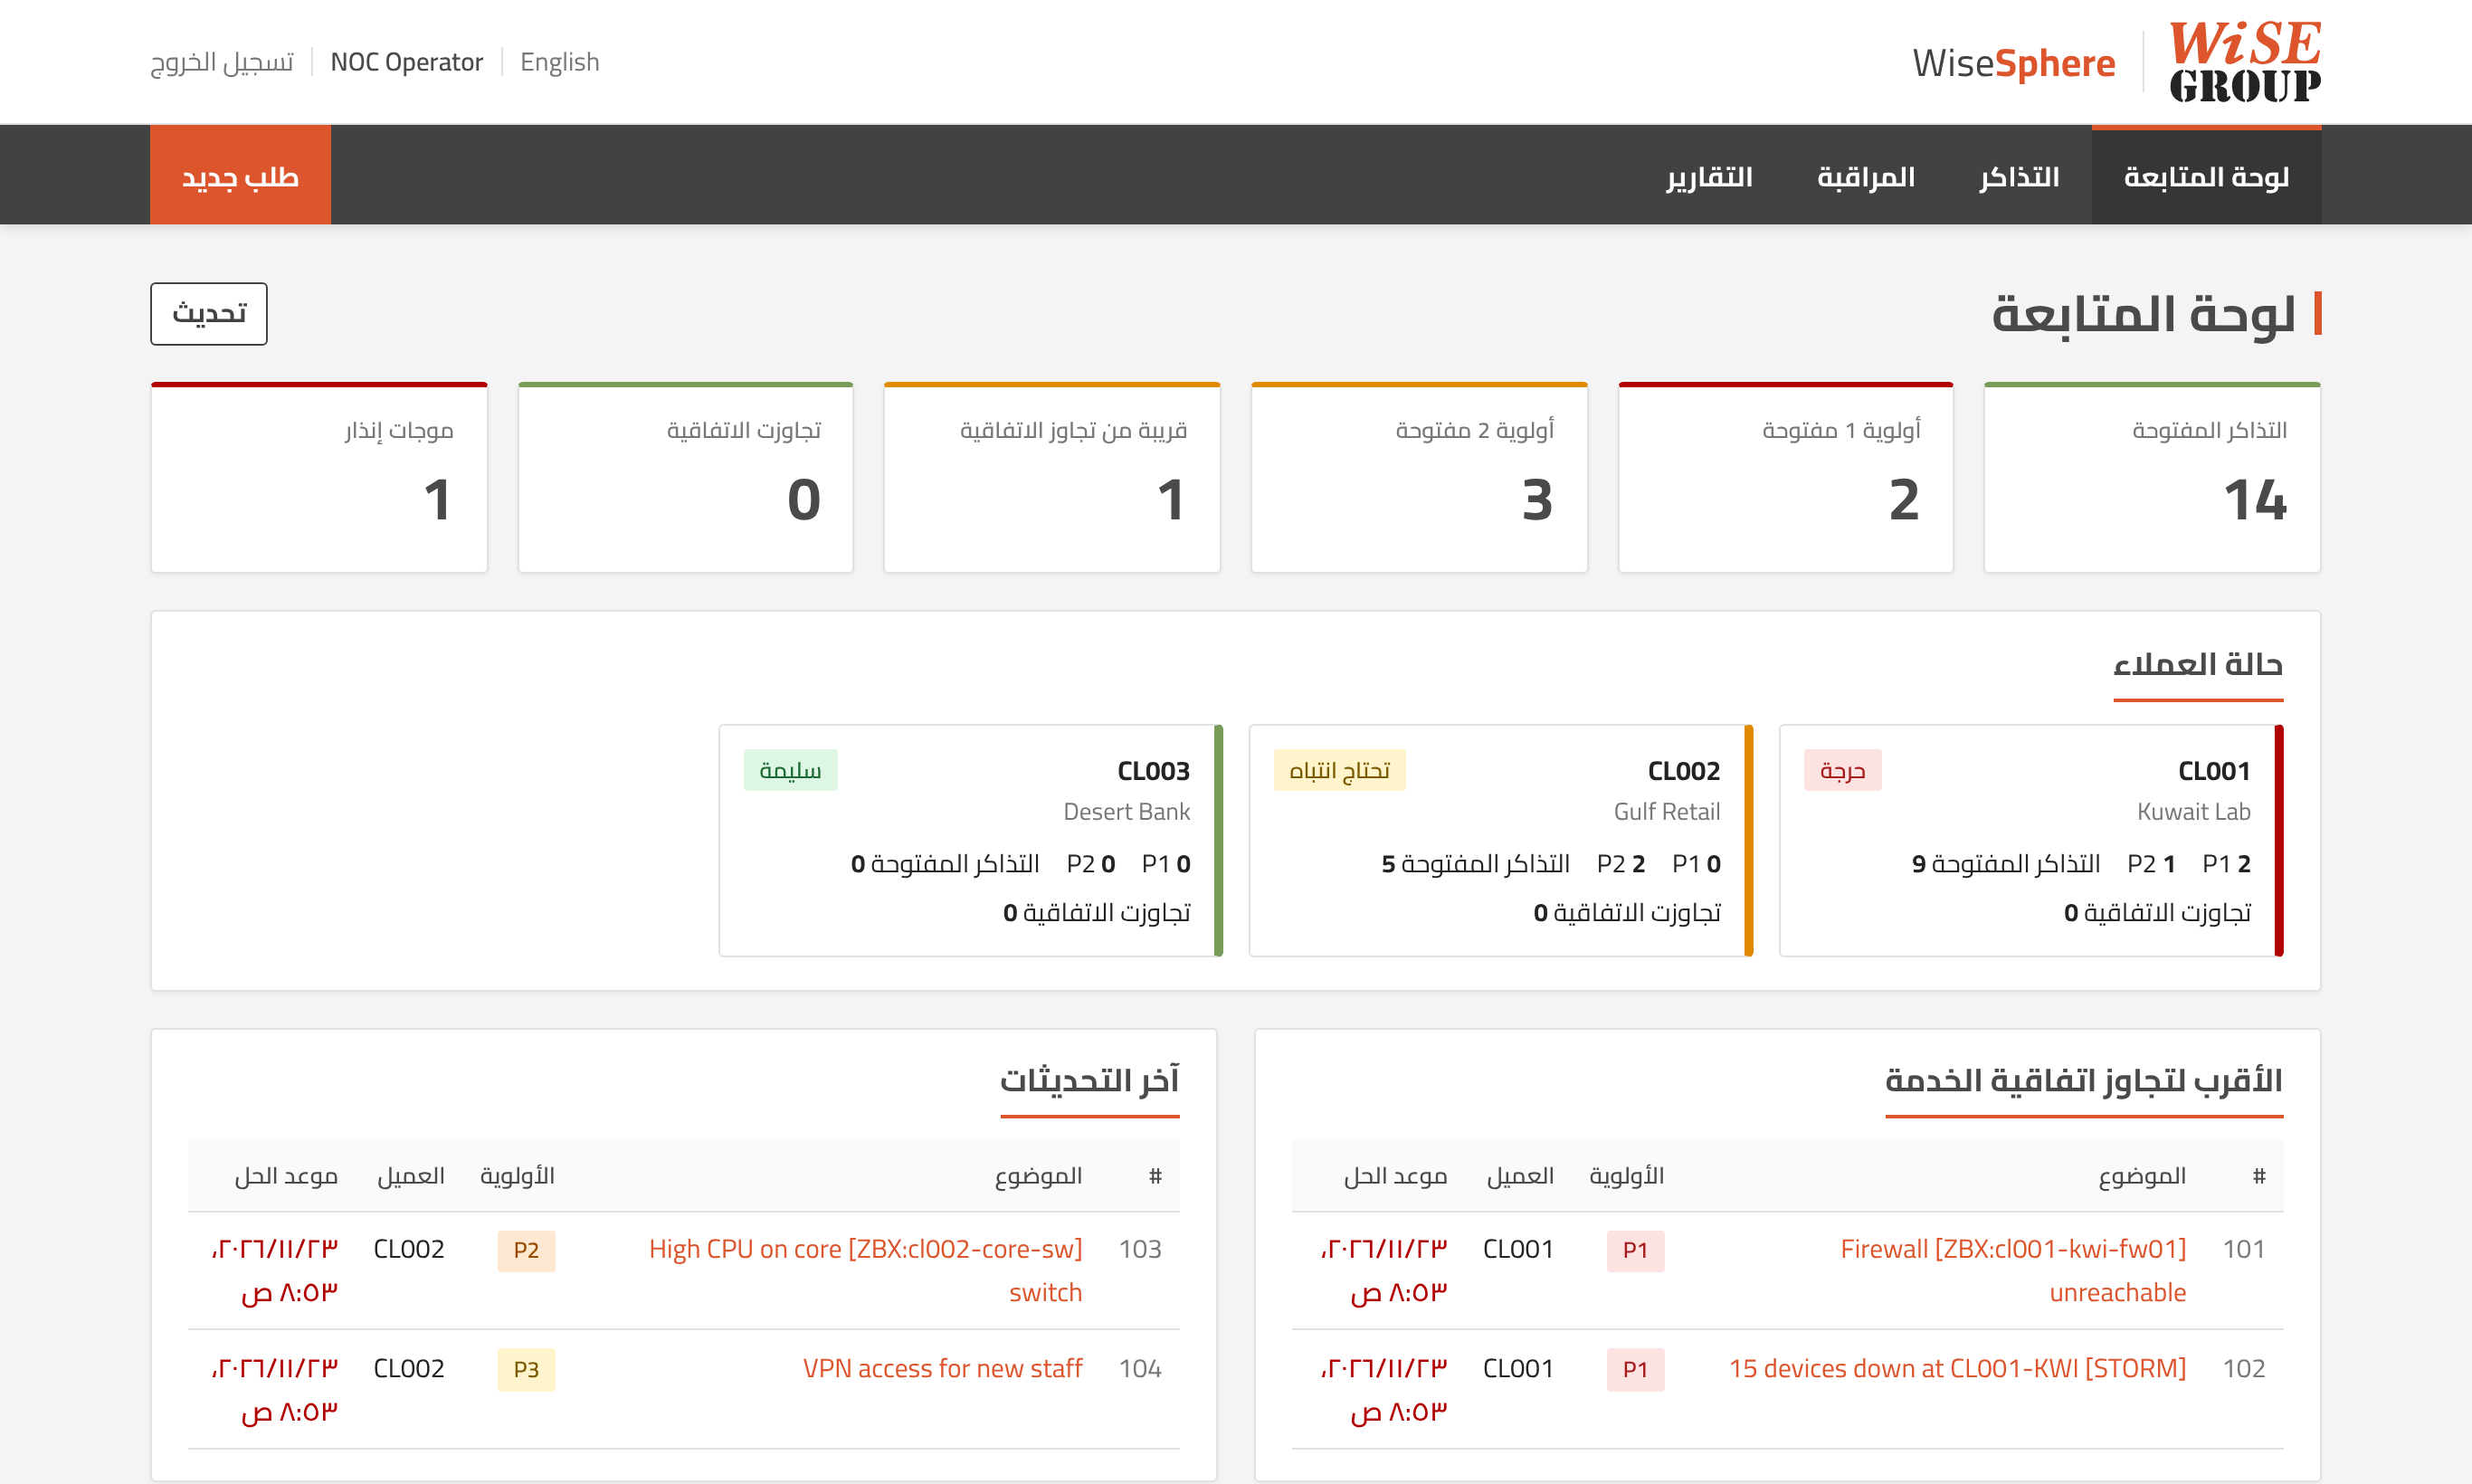 WiSE
GROUP
WiseSphere
English
NOC Operator
تسجيل الخروج
لوحة المتابعة
التذاكر
المراقبة
التقارير
طلب جديد
لوحة المتابعة
تحديث
التذاكر المفتوحة
14
أولوية 1 مفتوحة
2
أولوية 2 مفتوحة
3
قريبة من تجاوز الاتفاقية
1
تجاوزت الاتفاقية
0
موجات إنذار
1
حالة العملاء
CL001
حرجة
Kuwait Lab
P1 2 P2 1 التذاكر المفتوحة 9
تجاوزت الاتفاقية 0
CL002
تحتاج انتباه
Gulf Retail
P1 0 P2 2 التذاكر المفتوحة 5
تجاوزت الاتفاقية 0
CL003
سليمة
Desert Bank
P1 0 P2 0 التذاكر المفتوحة 0
تجاوزت الاتفاقية 0
الأقرب لتجاوز اتفاقية الخدمة
# الموضوع الأولوية العميل موعد الحل
101 Firewall [ZBX:cl001-kwi-fw01] P1 CL001 ٢٠٢٦/١١/٢٣،
unreachable ٨:٥٣ ص
102 15 devices down at CL001-KWI [STORM] P1 CL001 ٢٠٢٦/١١/٢٣،
٨:٥٣ ص
آخر التحديثات
# الموضوع الأولوية العميل موعد الحل
103 High CPU on core [ZBX:cl002-core-sw] P2 CL002 ٢٠٢٦/١١/٢٣،
switch ٨:٥٣ ص
104 VPN access for new staff P3 CL002 ٢٠٢٦/١١/٢٣،
٨:٥٣ ص